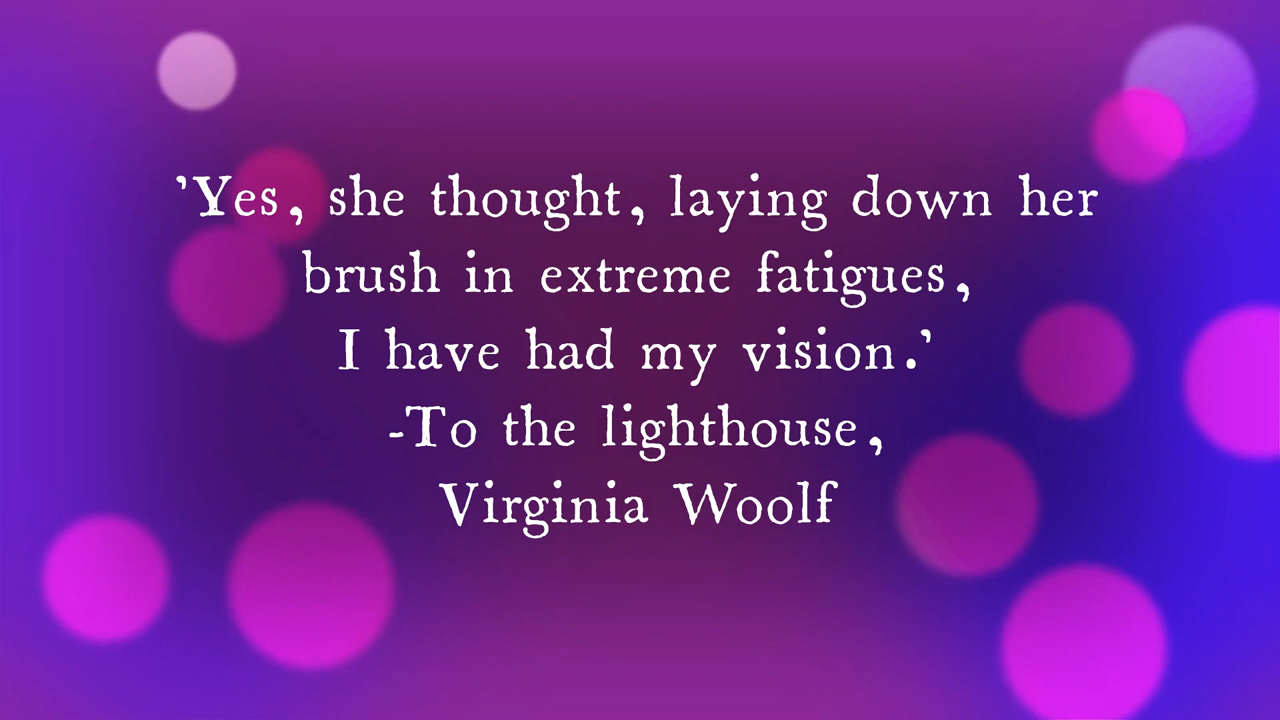 ’Yes, she thought, laying down her
brush in extreme fatigues,
I have had my vision.’
-To the lighthouse,
Virginia Woolf